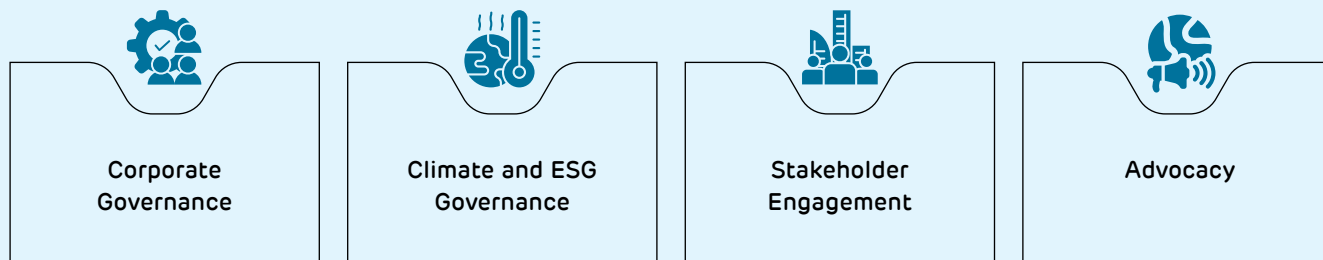 Corporate
Governance
Climate and ESG
Governance
Stakeholder
Engagement
Advocacy